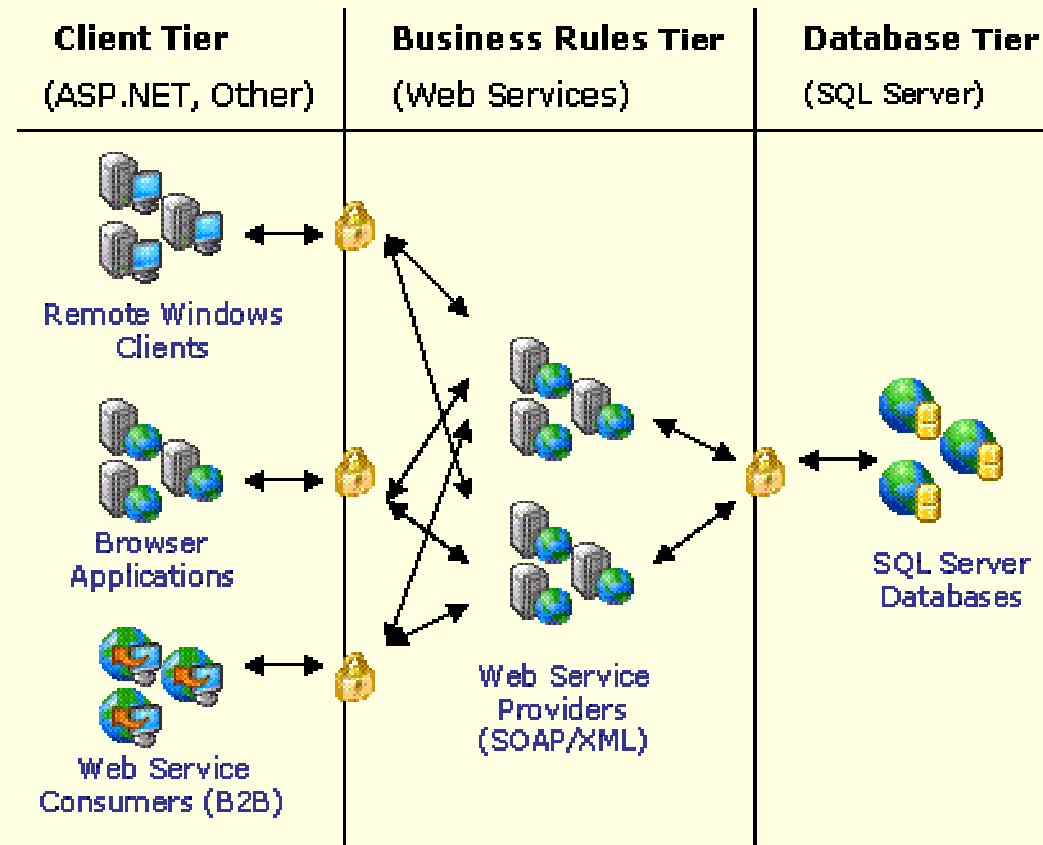 Client Tier
(ASP.NET, Other)
Business Rules Tier
(Web Services)
Database Tier
(SQL Server)
Remote Windows
Clients
Browser
Applications
Web Service
Consumers (B2B)
Web Service
Providers
(SOAP/XML)
SQL Server
Databases